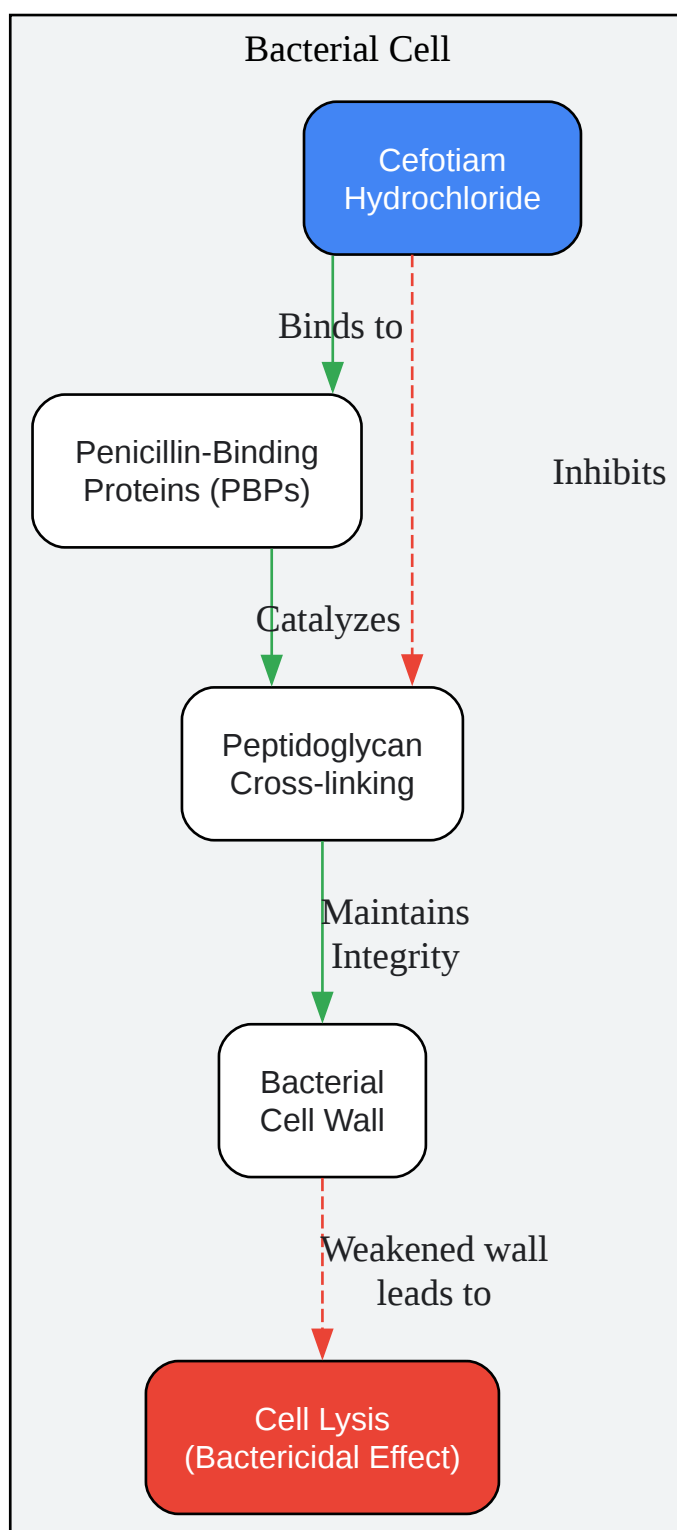 Bacterial Cell
Cefotiam
Hydrochloride
Binds to
Penicillin-Binding
Proteins (PBPs)
Inhibits
Catalyzes
Peptidoglycan
Cross-linking
Maintains
Integrity
Bacterial
Cell Wall
Weakened wall
leads to
Cell Lysis
(Bactericidal Effect)